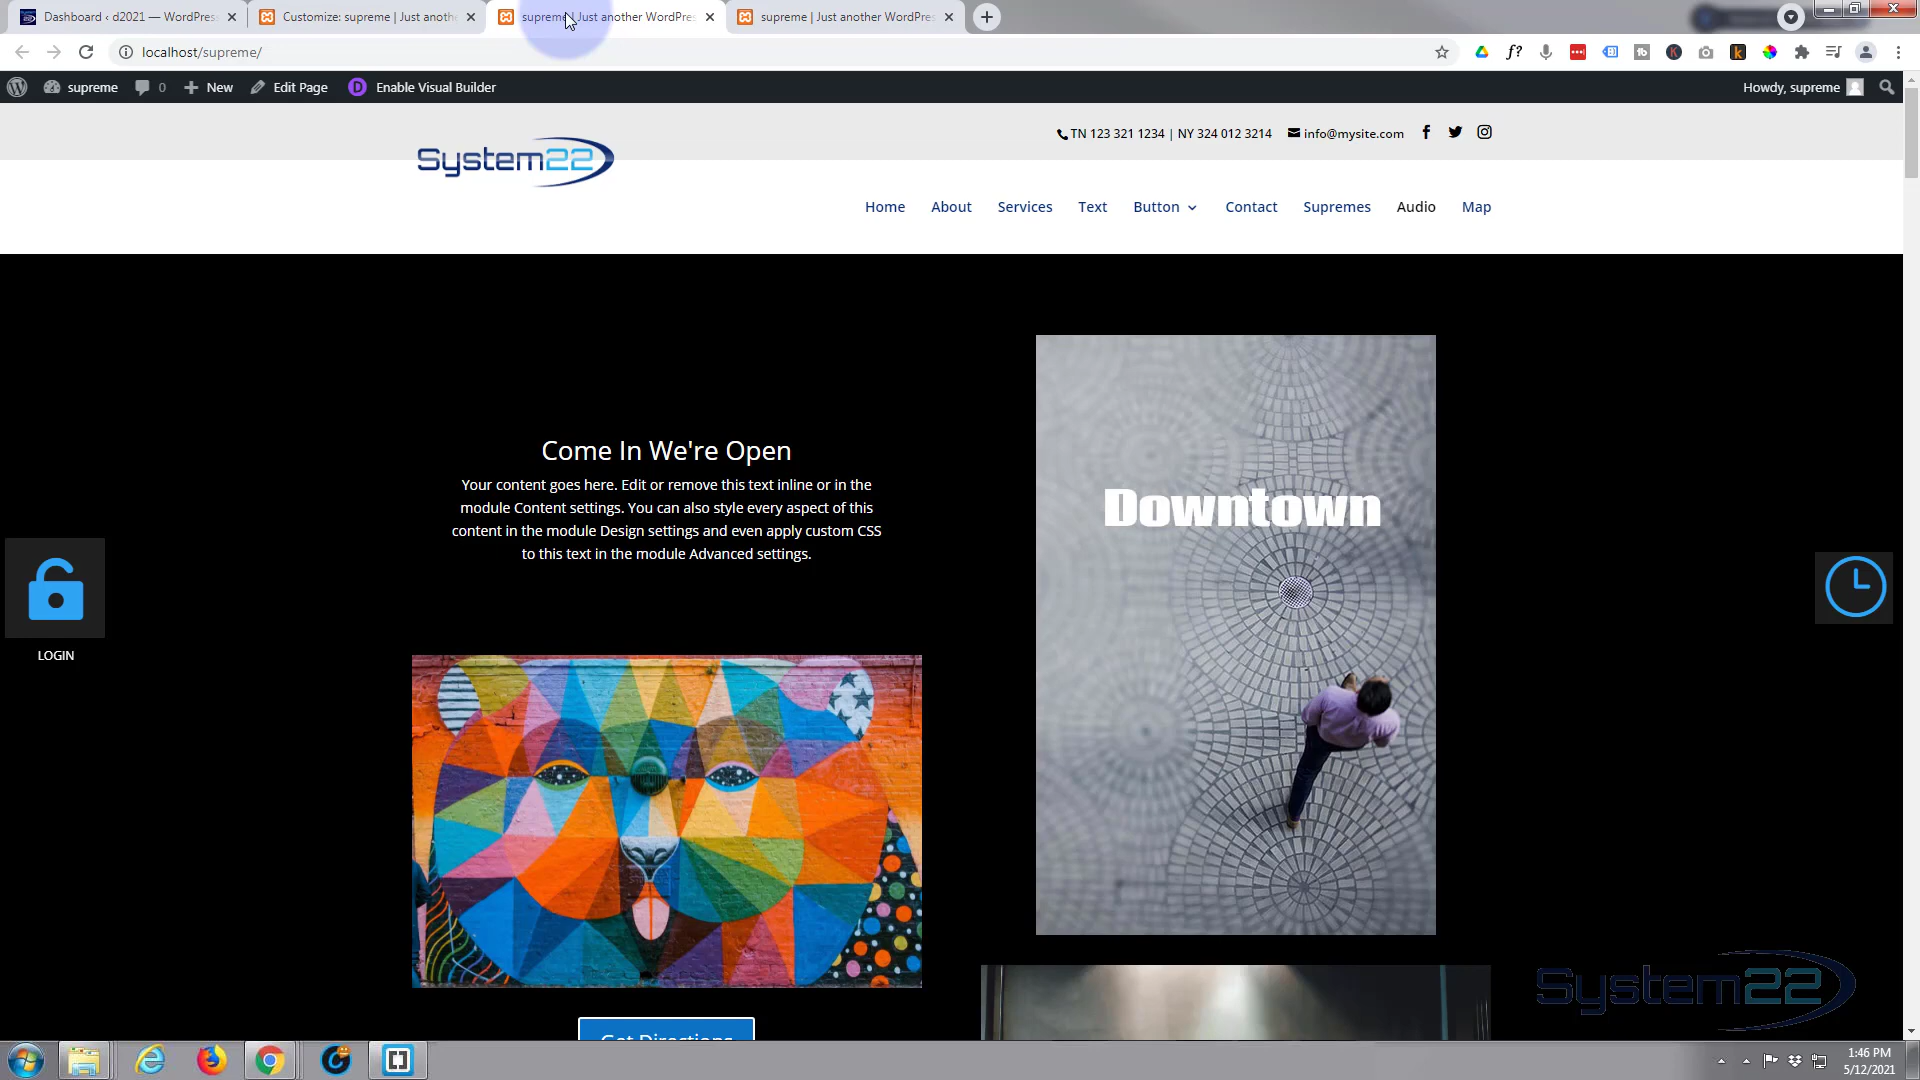 Dashboard ‹ d2021 — WordPress
Customize: supreme | Just anothe
supreme | Just another WordPres
supreme | Just another WordPres
localhost/supreme/
supreme 0 New Edit Page D Enable Visual Builder
Howdy, supreme
TN 123 321 1234 | NY 324 012 3214 info@mysite.com
System22
Home About Services Text Button Contact Supremes Audio Map
Come In We're Open
Your content goes here. Edit or remove this text inline or in the
module Content settings. You can also style every aspect of this
content in the module Design settings and even apply custom CSS
to this text in the module Advanced settings.
Downtown
LOGIN
Get Directions
System22
1:46 PM
5/12/2021